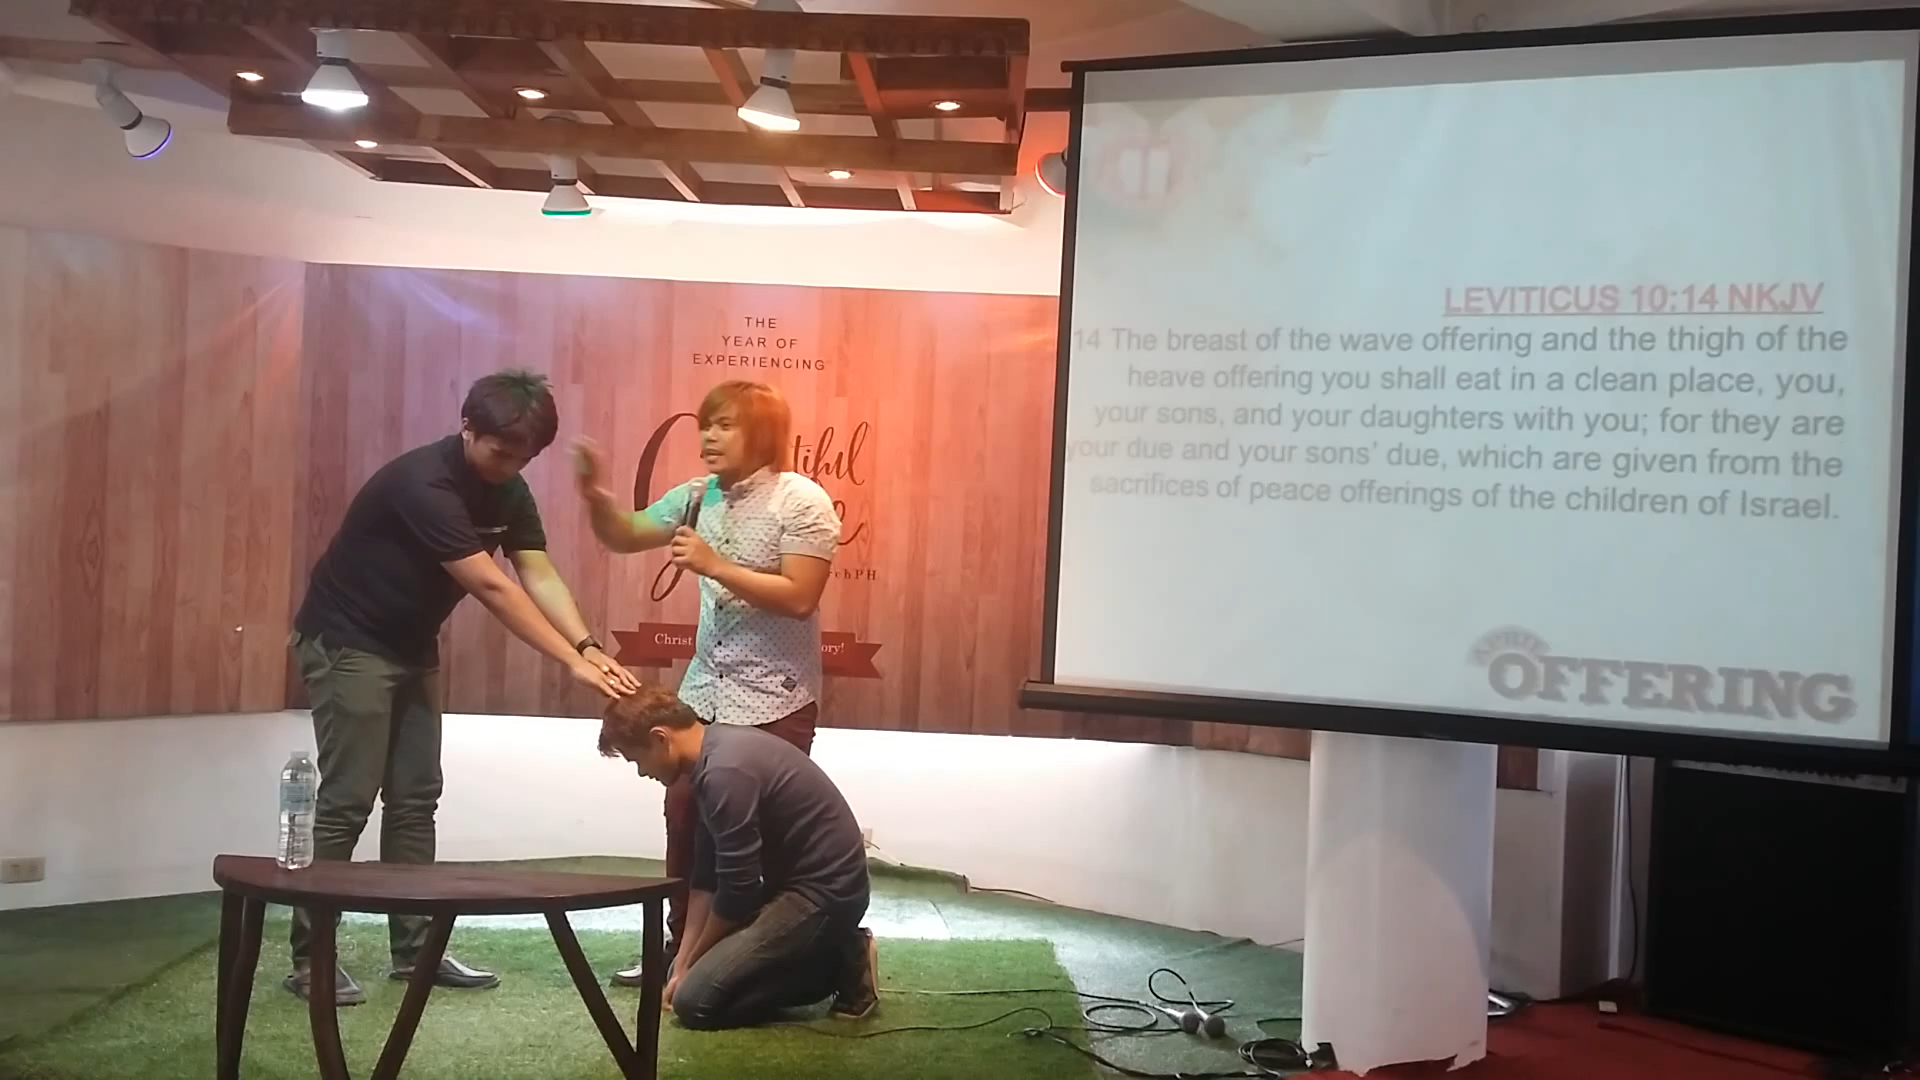 THE
YEAR OF
EXPERIENCING
tiful
rchPH
Christ
ory!
LEVITICUS 10:14 NKJV
14 The breast of the wave offering and the thigh of the
heave offering you shall eat in a clean place, you,
your sons, and your daughters with you; for they are
your due and your sons' due, which are given from the
sacrifices of peace offerings of the children of Israel.
OFFERING